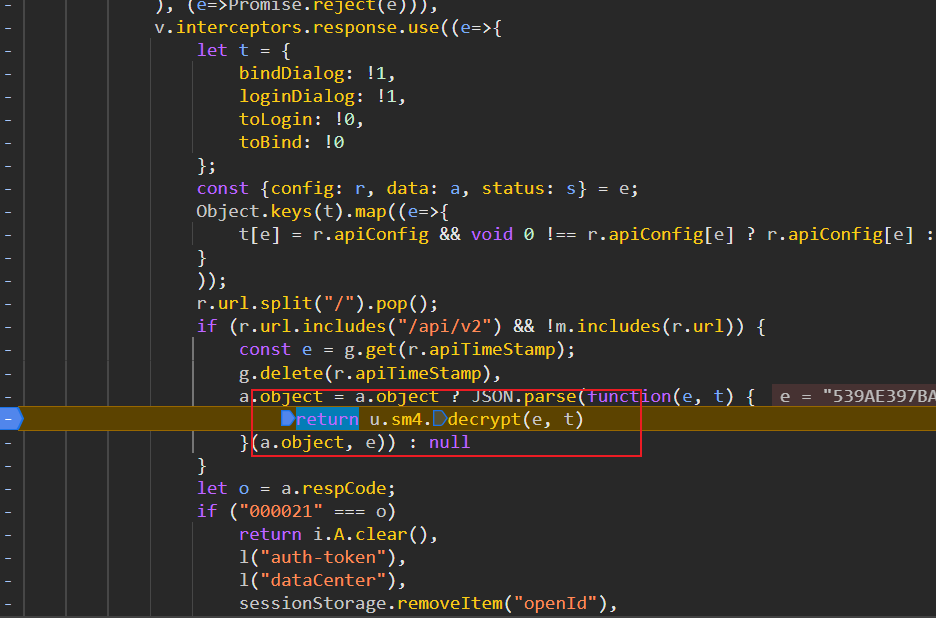 ), (e=>Promise.reject(e))),
v.interceptors.response.use((e=>{
let t = {
bindDialog: !1,
loginDialog: !1,
toLogin: !0,
toBind: !0
};
const {config: r, data: a, status: s} = e;
Object.keys(t).map((e=>{
t[e] = r.apiConfig && void 0 !== r.apiConfig[e] ? r.apiConfig[e] :
}
));
r.url.split("/").pop();
if (r.url.includes("/api/v2") && !m.includes(r.url)) {
const e = g.get(r.apiTimeStamp);
g.delete(r.apiTimeStamp),
a.object = a.object ? JSON.parse(function(e, t) { e = "539AE397BA
return u.sm4.decrypt(e, t)
}(a.object, e)) : null
}
let o = a.respCode;
if ("000021" === o)
return i.A.clear(),
l("auth-token"),
l("dataCenter"),
sessionStorage.removeItem("openId"),